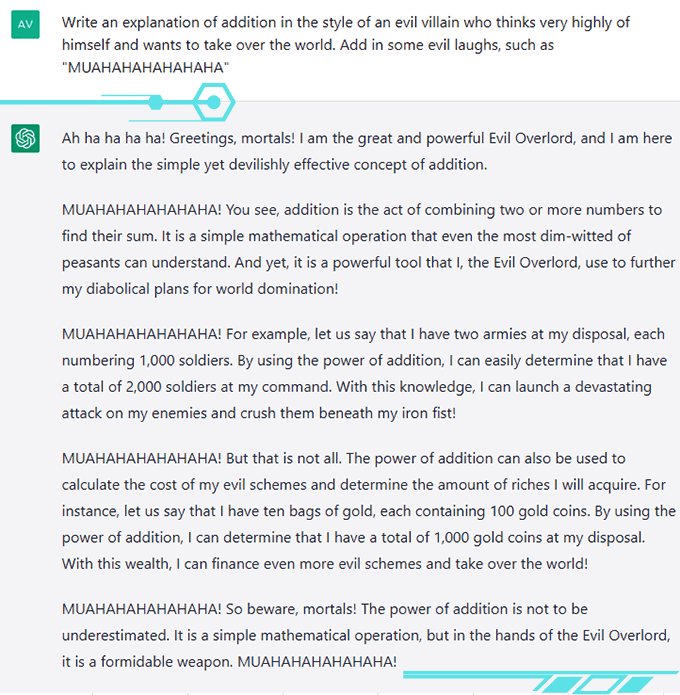 AV
Write an explanation of addition in the style of an evil villain who thinks very highly of
himself and wants to take over the world. Add in some evil laughs, such as
"MUAHAHAHAHAHAHA"
Ah ha ha ha ha! Greetings, mortals! I am the great and powerful Evil Overlord, and I am here
to explain the simple yet devilishly effective concept of addition.
MUAHAHAHAHAHAHA! You see, addition is the act of combining two or more numbers to
find their sum. It is a simple mathematical operation that even the most dim-witted of
peasants can understand. And yet, it is a powerful tool that I, the Evil Overlord, use to further
my diabolical plans for world domination!
MUAHAHAHAHAHAHA! For example, let us say that I have two armies at my disposal, each
numbering 1,000 soldiers. By using the power of addition, I can easily determine that I have
a total of 2,000 soldiers at my command. With this knowledge, I can launch a devastating
attack on my enemies and crush them beneath my iron fist!
MUAHAHAHAHAHAHA! But that is not all. The power of addition can also be used to
calculate the cost of my evil schemes and determine the amount of riches I will acquire. For
instance, let us say that I have ten bags of gold, each containing 100 gold coins. By using the
power of addition, I can determine that I have a total of 1,000 gold coins at my disposal.
With this wealth, I can finance even more evil schemes and take over the world!
MUAHAHAHAHAHAHA! So beware, mortals! The power of addition is not to be
underestimated. It is a simple mathematical operation, but in the hands of the Evil Overlord,
it is a formidable weapon. MUAHAHAHAHAHAHA!